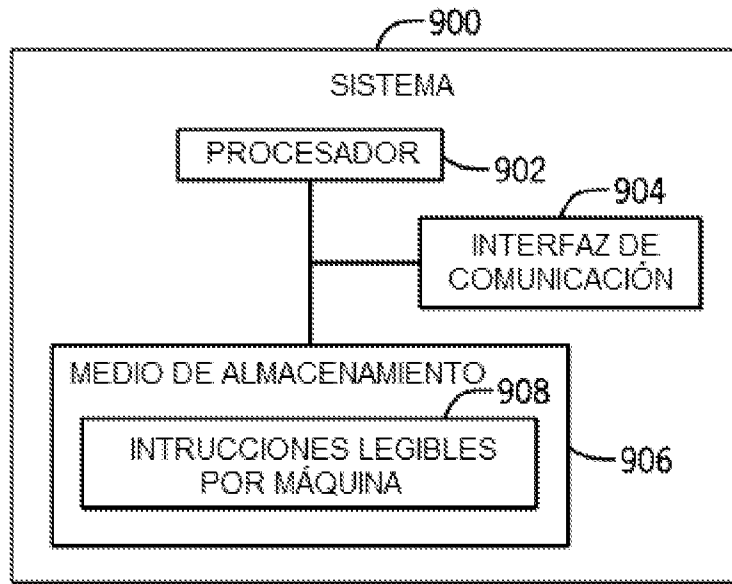 900
SISTEMA
PROCESADOR
902
904
INTERFAZ DE
COMUNICACIÓN
MEDIO DE ALMACENAMIENTO
908
INTRUCCIONES LEGIBLES
POR MÁQUINA
906